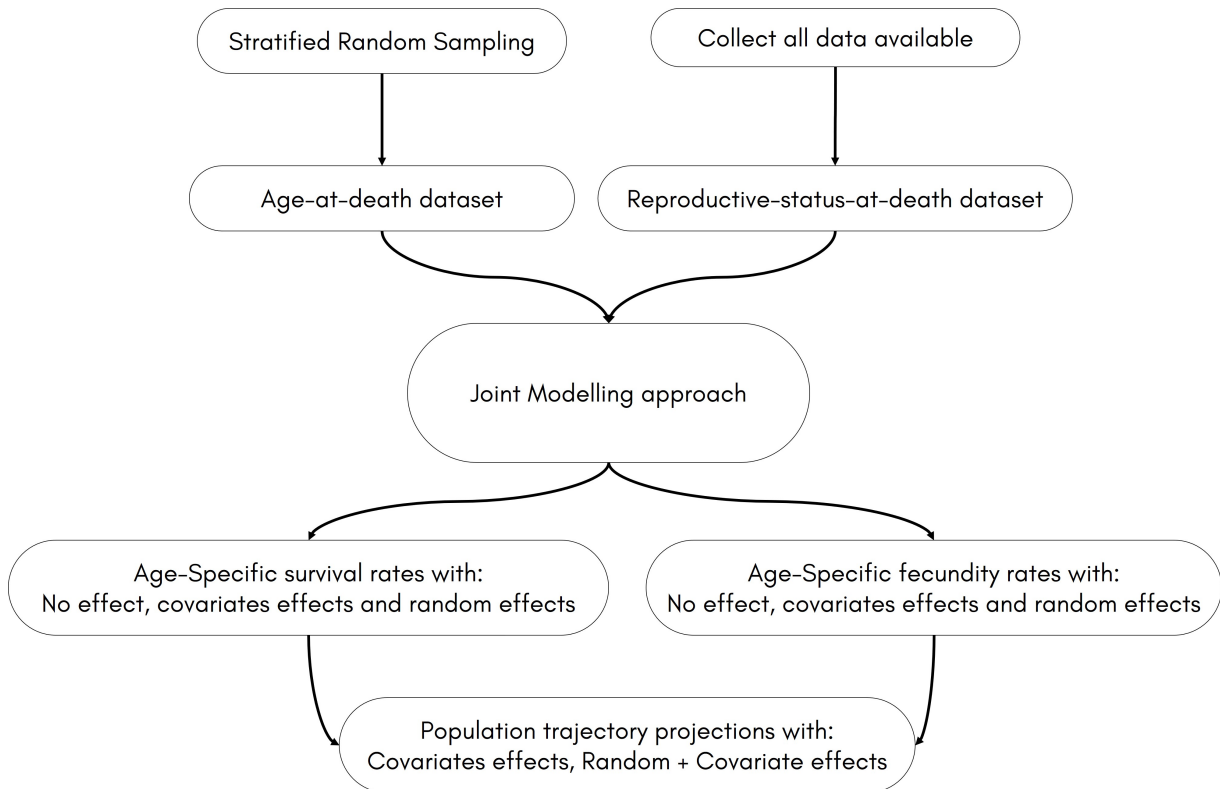 Stratified Random Sampling
Collect all data available
Age-at-death dataset
Reproductive-status-at-death dataset
Joint Modelling approach
Age-Specific survival rates with:
No effect, covariates effects and random effects
Age-Specific fecundity rates with:
No effect, covariates effects and random effects
Population trajectory projections with:
Covariates effects, Random + Covariate effects